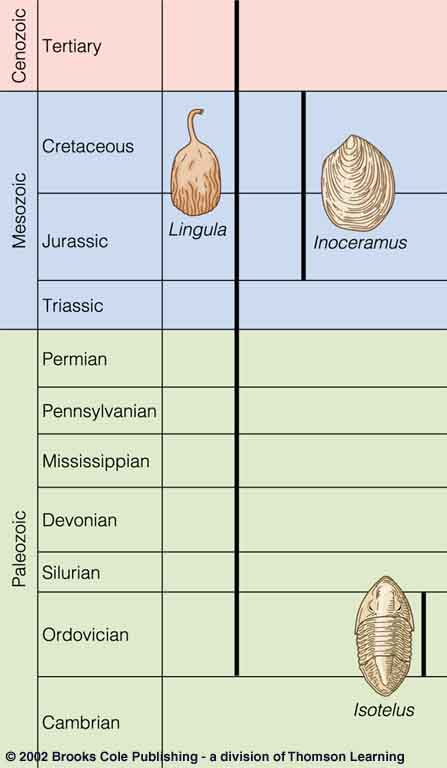 Cenozoic
Tertiary
Mesozoic
Cretaceous
Lingula
Inoceramus
Jurassic
Triassic
Paleozoic
Permian
Pennsylvanian
Mississippian
Devonian
Silurian
Ordovician
Isotelus
Cambrian
© 2002 Brooks Cole Publishing - a division of Thomson Learning